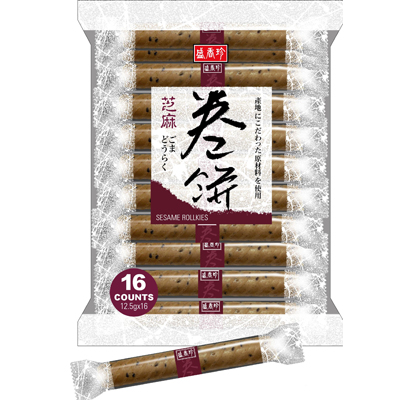 盛香珍
芝麻
ごま
どうらく
巻餅
産地にこだわった原材料を使用
SESAME ROLLKIES
16
COUNTS
12.5gx16
盛香珍